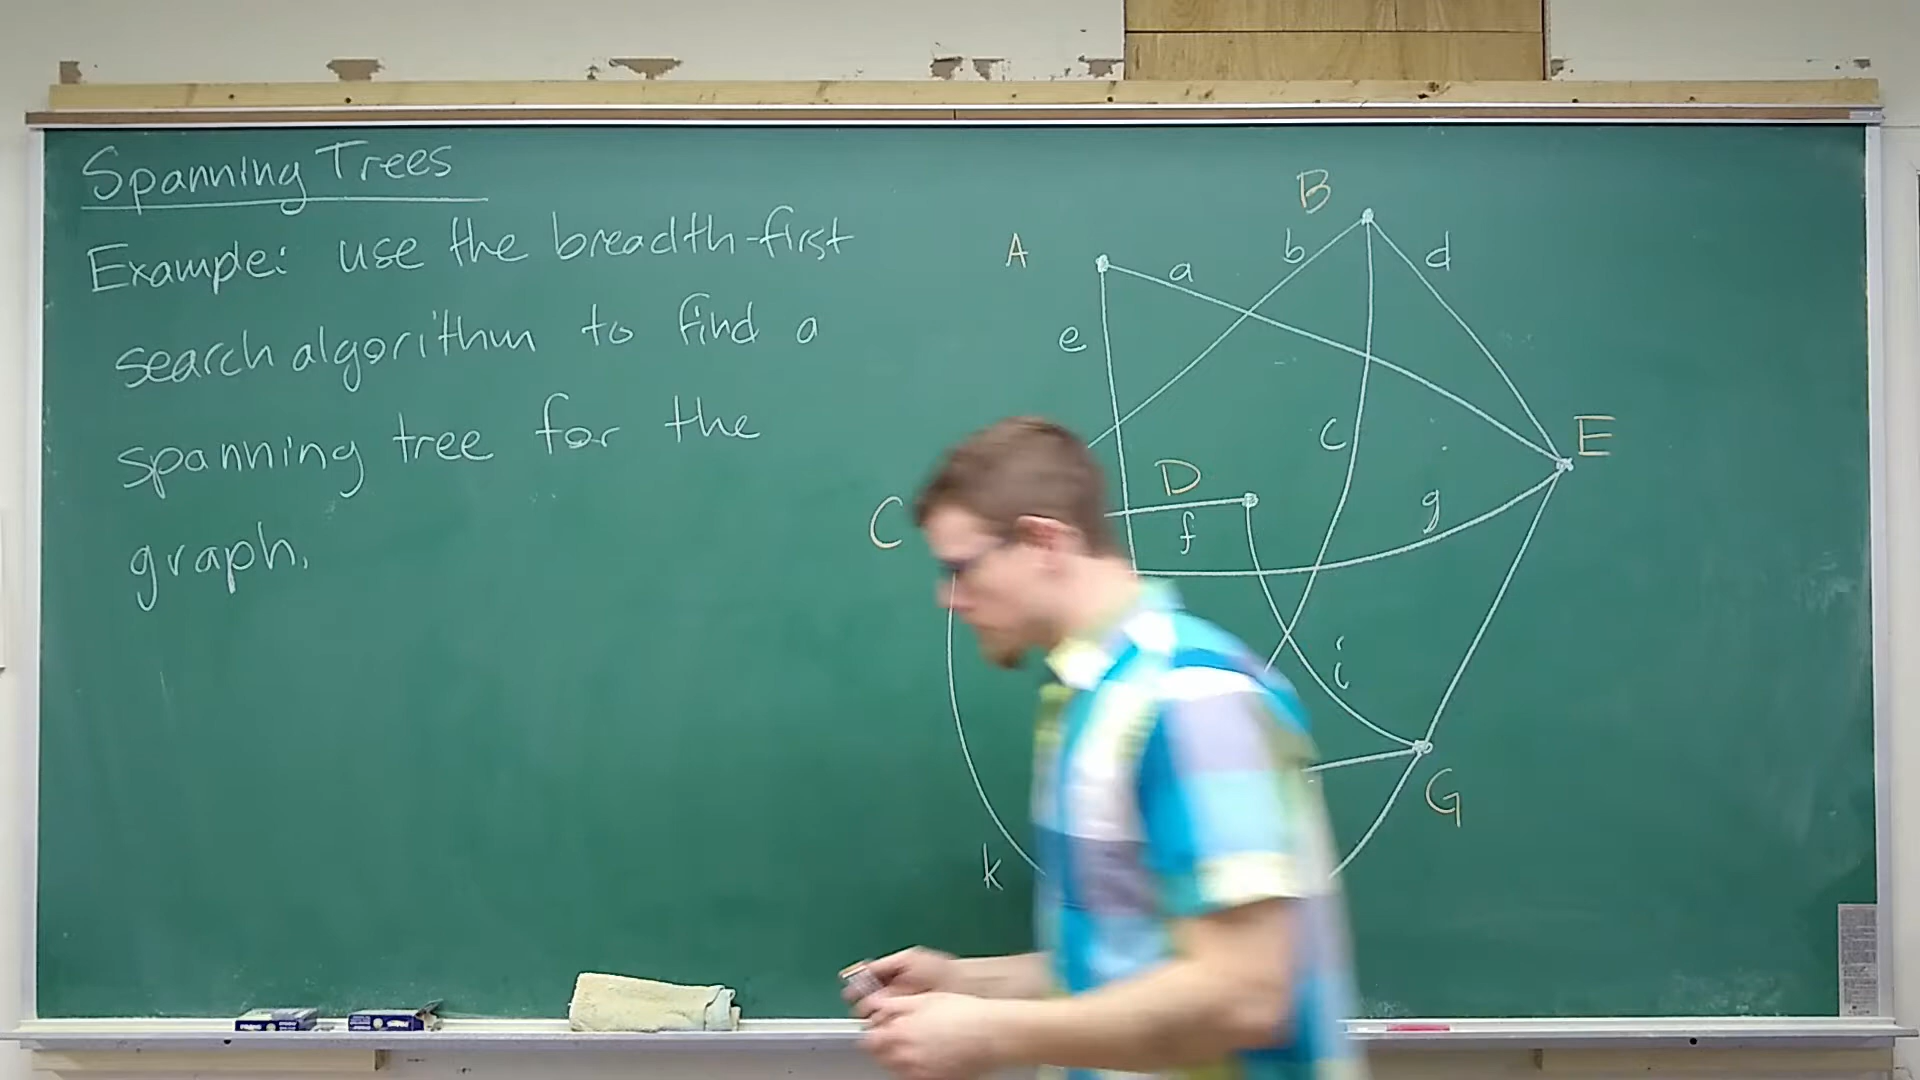 Spanning Trees
Example: use the breadth-first
search algorithm to find a
spanning tree for the
graph.
B
A
a
b
d
e
c
E
D
C
f
g
i
G
k